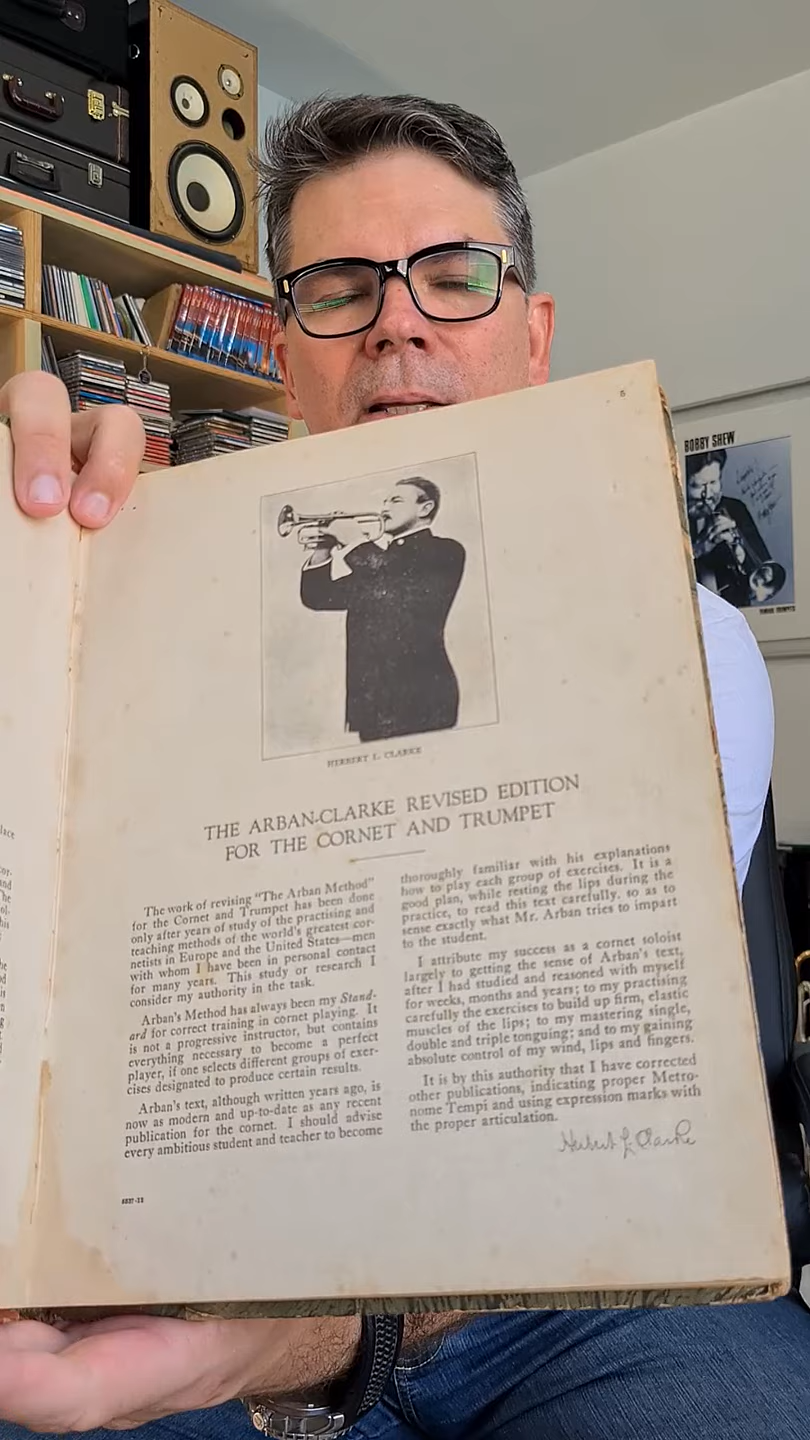 BOBBY SHEW
HERBERT L. CLARKE
THE ARBAN-CLARKE REVISED EDITION
FOR THE CORNET AND TRUMPET
The work of revising "The Arban Method"
for the Cornet and Trumpet has been done
only after years of study of the practising and
teaching methods of the world's greatest cor-
netists in Europe and the United States—men
with whom I have been in personal contact
for many years. This study or research I
consider my authority in the task.
Arban's Method has always been my Stand-
ard for correct training in cornet playing. It
is not a progressive instructor, but contains
everything necessary to become a perfect
player, if one selects different groups of exer-
cises designated to produce certain results.
Arban's text, although written years ago, is
now as modern and up-to-date as any recent
publication for the cornet. I should advise
every ambitious student and teacher to become
thoroughly familiar with his explanations
how to play each group of exercises. It is a
good plan, while resting the lips during the
practice, to read this text carefully, so as to
sense exactly what Mr. Arban tries to impart
to the student.
I attribute my success as a cornet soloist
largely to getting the sense of Arban's text,
after I had studied and reasoned with myself
for weeks, months and years; to my practising
carefully the exercises to build up firm, elastic
muscles of the lips; to my mastering single,
double and triple tonguing; and to my gaining
absolute control of my wind, lips and fingers.
It is by this authority that I have corrected
other publications, indicating proper Metro-
nome Tempi and using expression marks with
the proper articulation.
Herbert L. Clarke